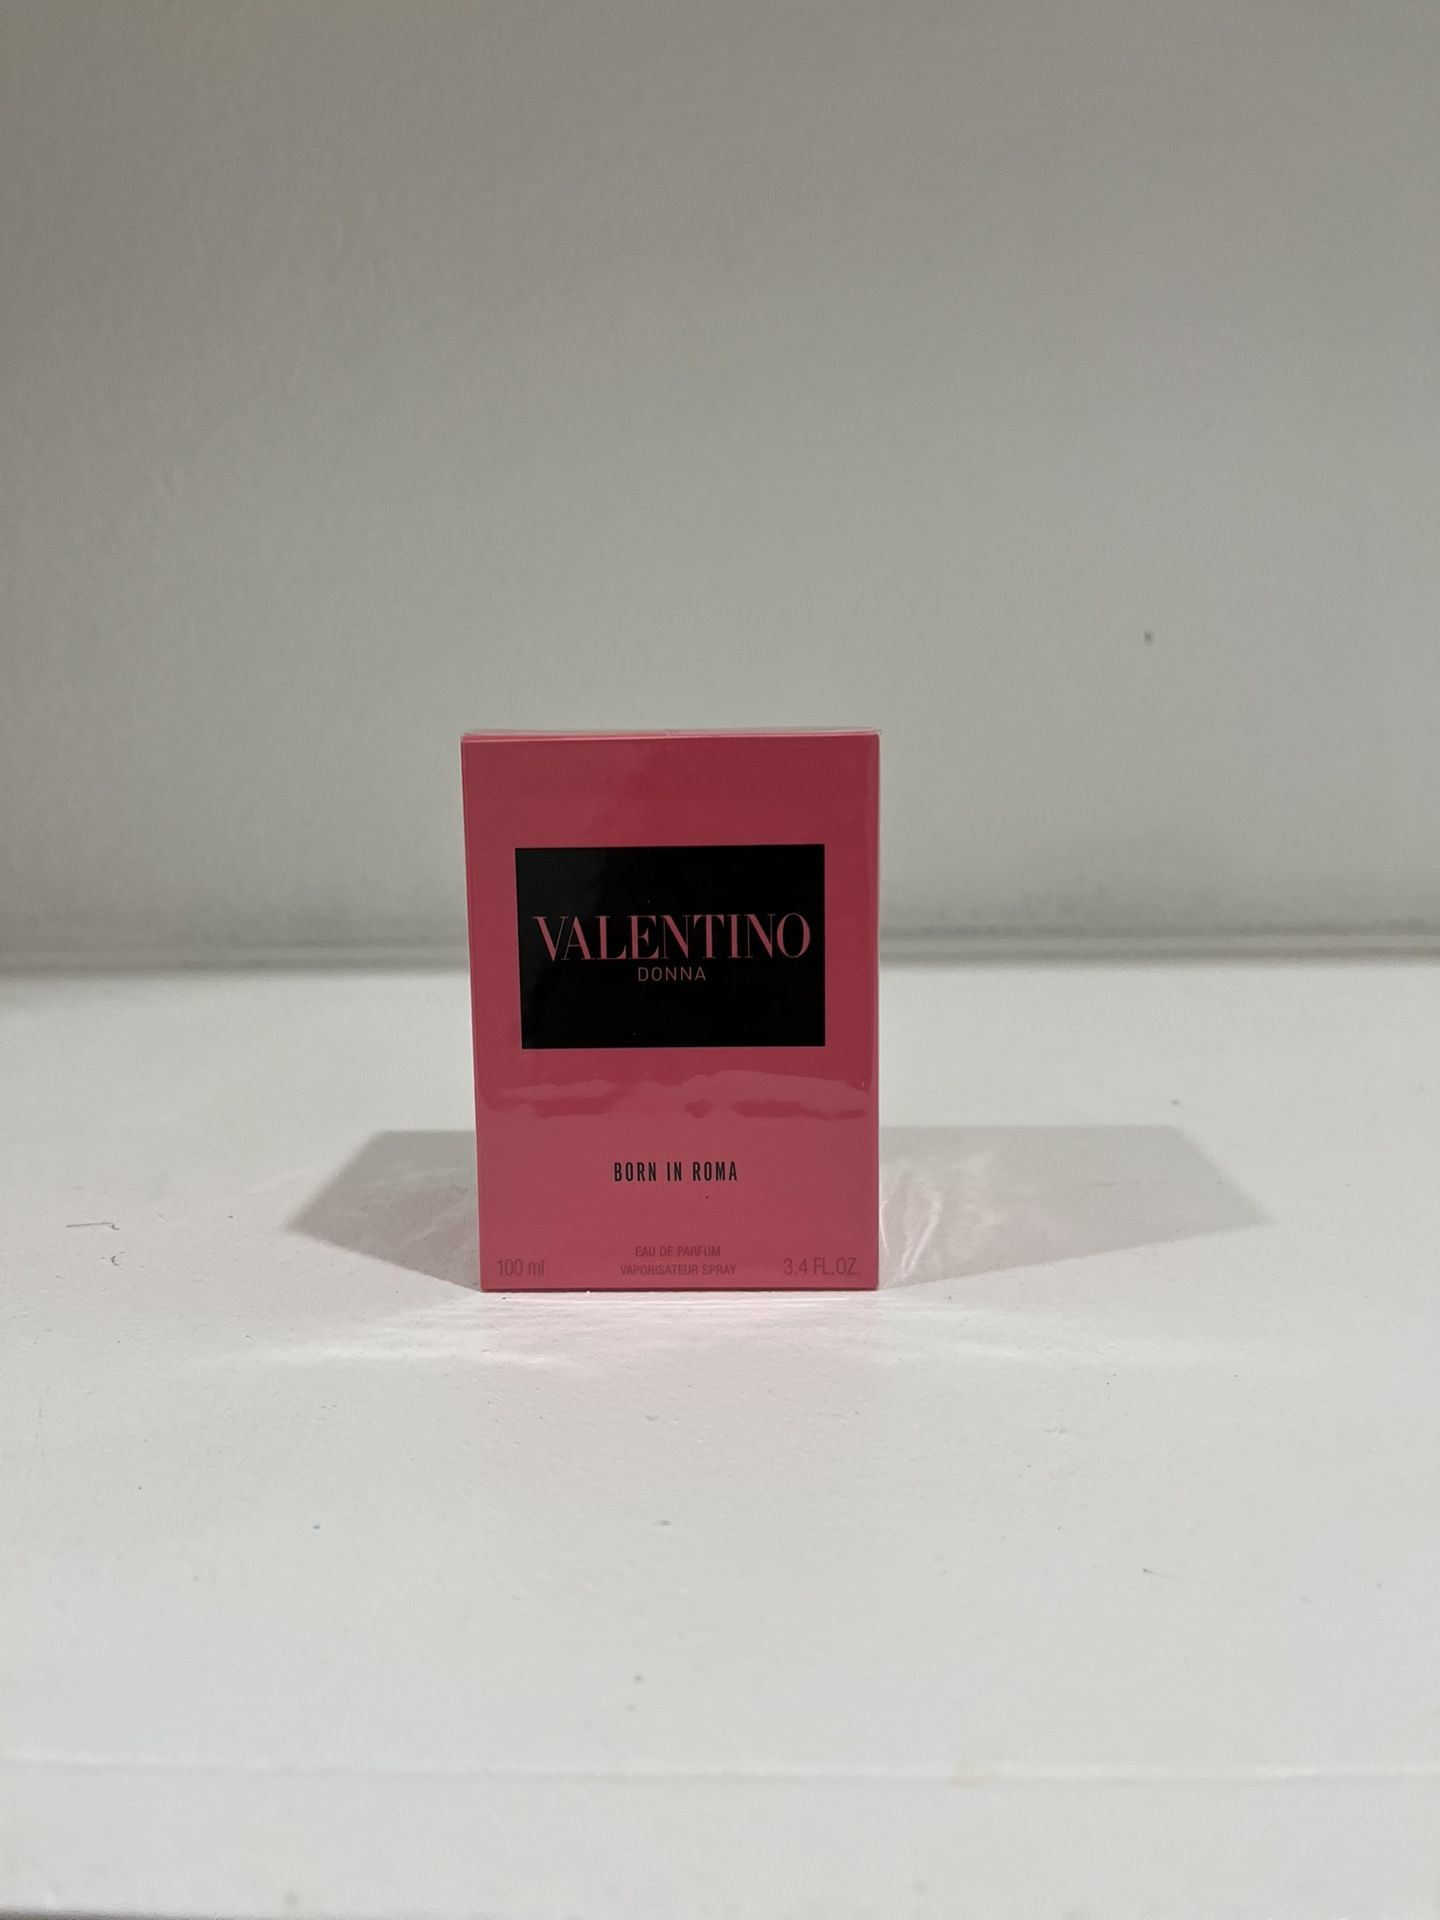 VALENTINO
DONNA
BORN IN ROMA
EAU DE PARFUM
100 ml VAPORISATEUR SPRAY 3.4 FL.OZ.